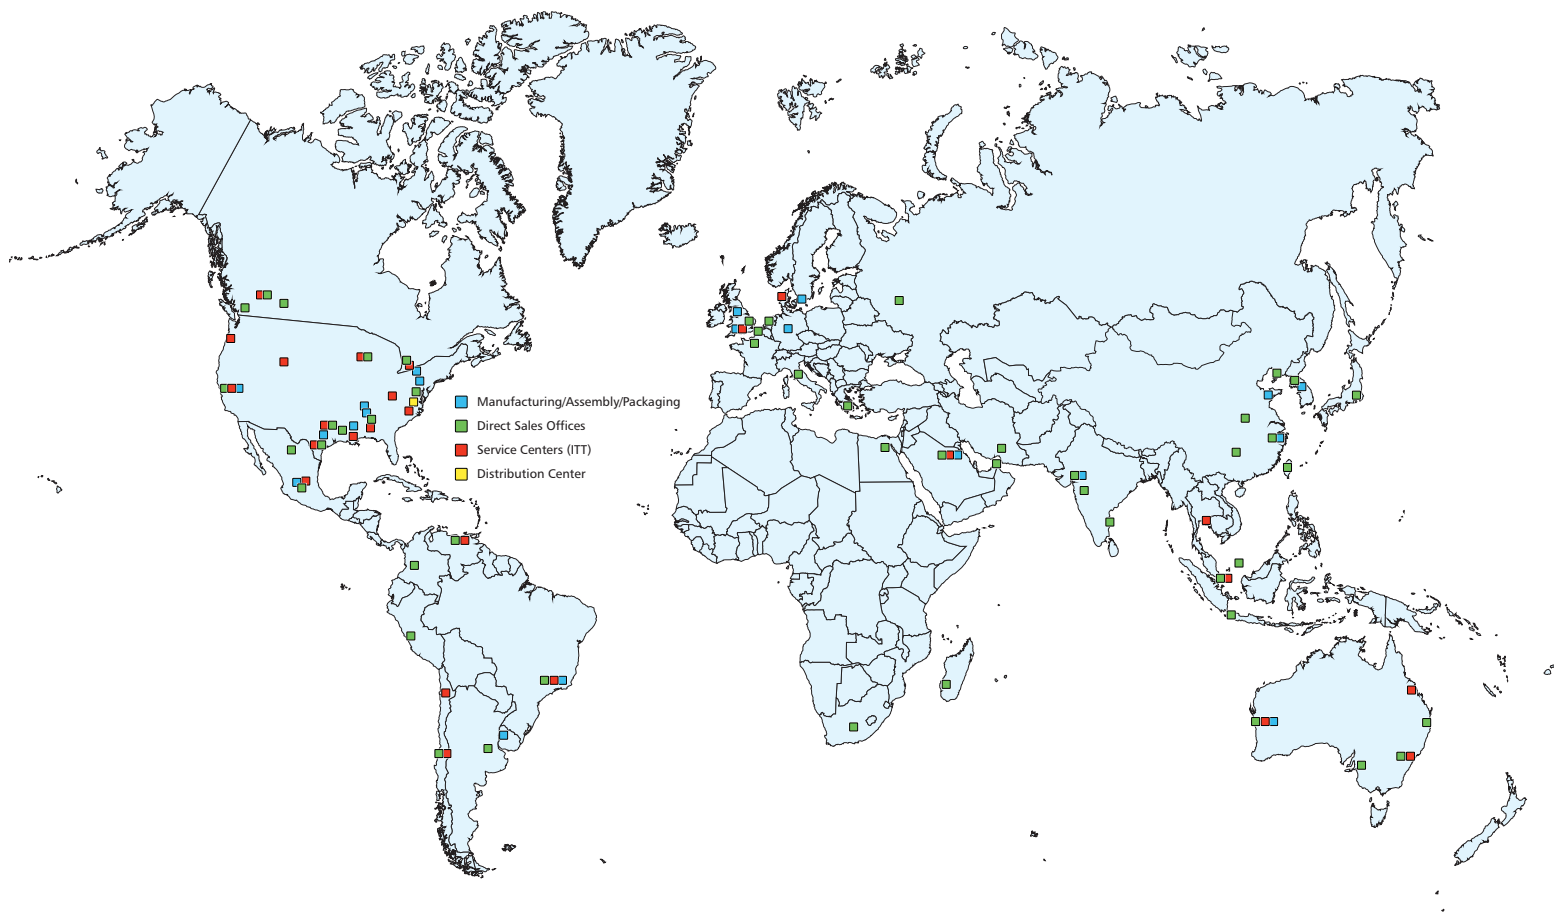 Manufacturing/Assembly/Packaging
Direct Sales Offices
Service Centers (ITT)
Distribution Center